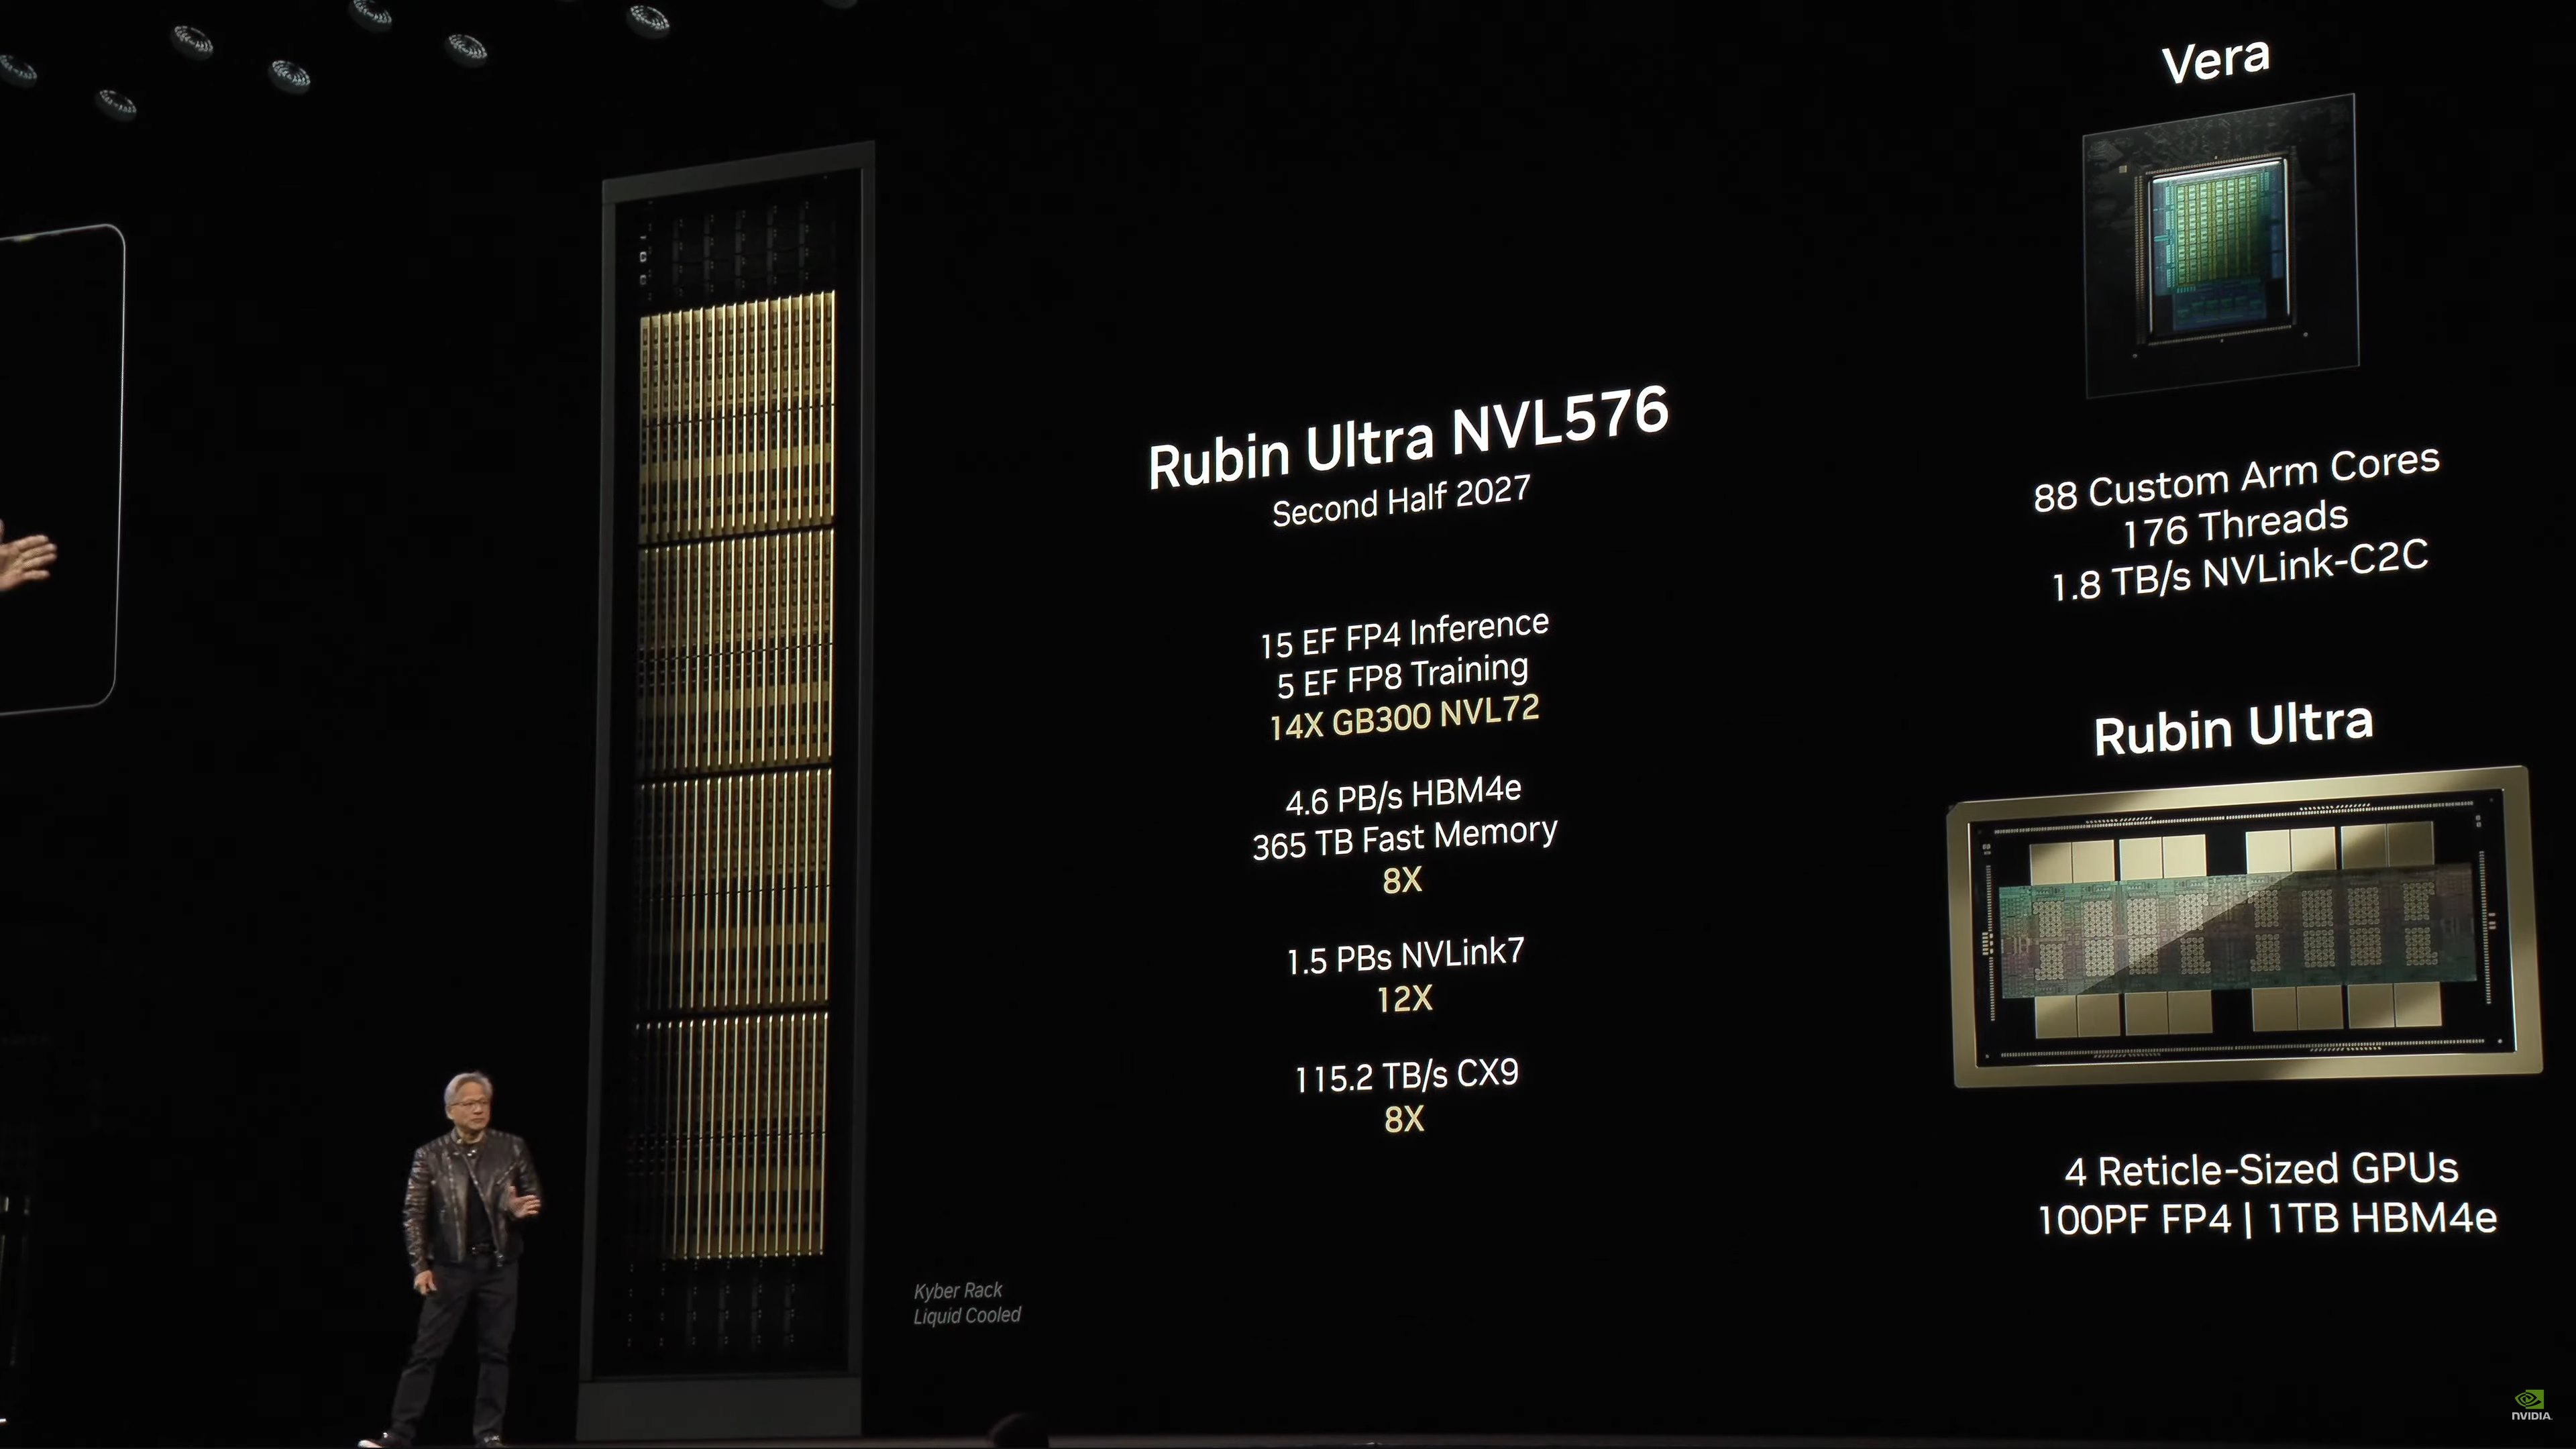 Rubin Ultra NVL576
Second Half 2027
15 EF FP4 Inference
5 EF FP8 Training
14X GB300 NVL72
4.6 PB/s HBM4e
365 TB Fast Memory
8X
1.5 PBs NVLink7
12X
115.2 TB/s CX9
8X
Kyber Rack
Liquid Cooled
Vera
88 Custom Arm Cores
176 Threads
1.8 TB/s NVLink-C2C
Rubin Ultra
4 Reticle-Sized GPUs
100PF FP4 | 1TB HBM4e
NVIDIA